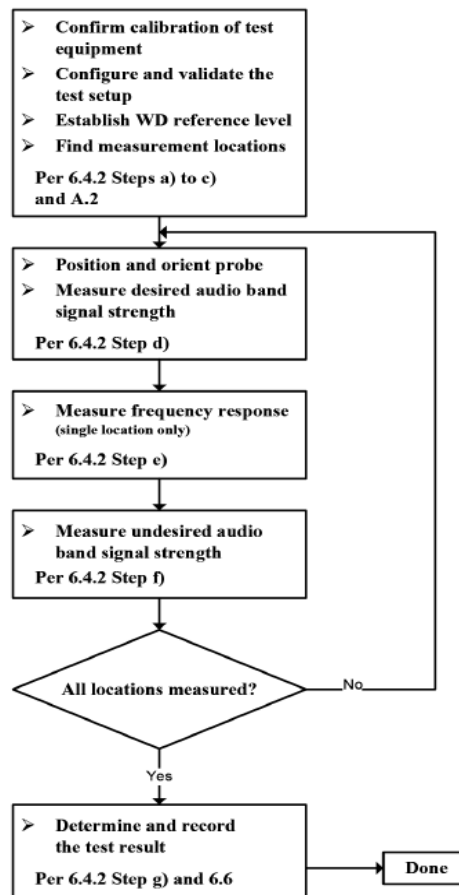 ➢ Confirm calibration of test
equipment
➢ Configure and validate the
test setup
➢ Establish WD reference level
➢ Find measurement locations
Per 6.4.2 Steps a) to c)
and A.2
➢ Position and orient probe
➢ Measure desired audio band
signal strength
Per 6.4.2 Step d)
➢ Measure frequency response
(single location only)
Per 6.4.2 Step e)
➢ Measure undesired audio
band signal strength
Per 6.4.2 Step f)
All locations measured?
No
Yes
➢ Determine and record
the test result
Per 6.4.2 Step g) and 6.6
Done